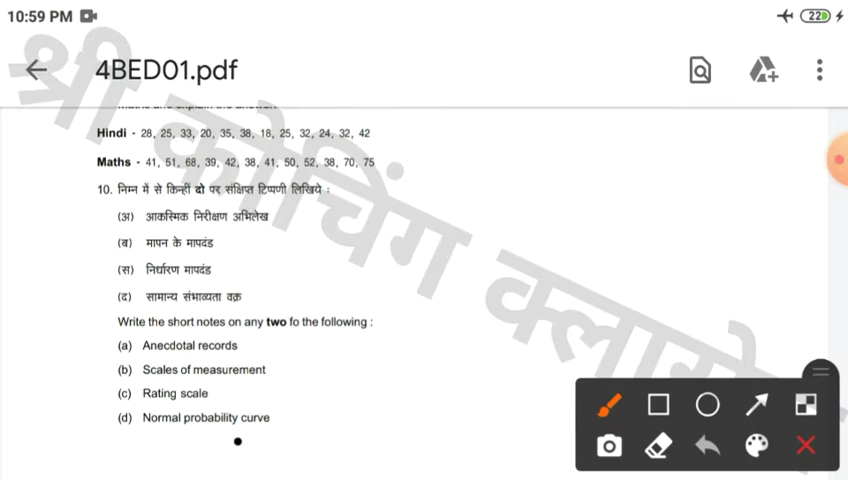 10:59 PM
22
4BED01.pdf
Hindi - 28, 25, 33, 20, 35, 38, 18, 25, 32, 24, 32, 42
Maths - 41, 51, 68, 39, 42, 38, 41, 50, 52, 38, 70, 75
10. निम्न में से किन्हीं दो पर संक्षिप्त टिप्पणी लिखिये :
(अ) आकस्मिक निरीक्षण अभिलेख
(ब) मापन के मापदंड
(स) निर्धारण मापदंड
(द) सामान्य संभाव्यता वक्र
Write the short notes on any two fo the following :
(a) Anecdotal records
(b) Scales of measurement
(c) Rating scale
(d) Normal probability curve
श्री कोचिंग